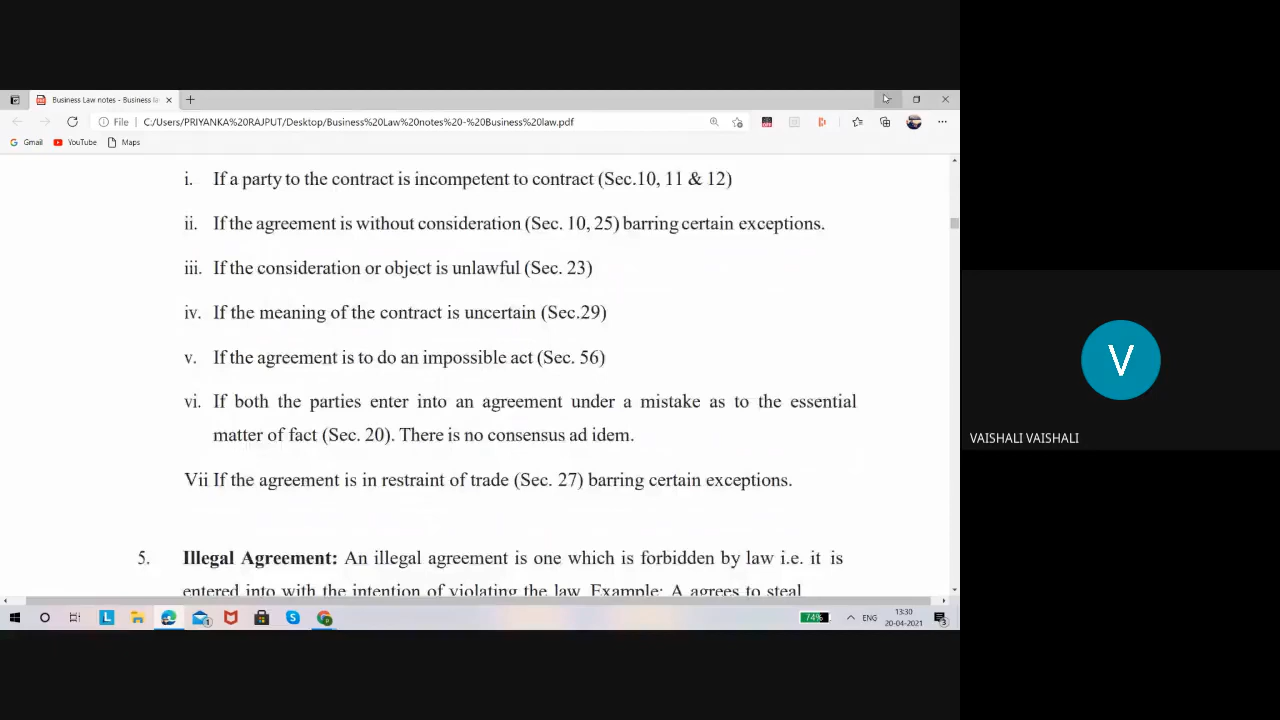 Business Law notes - Business la
File
C:/Users/PRIYANKA%20RAJPUT/Desktop/Business%20Law%20notes%20-%20Business%20law.pdf
Gmail YouTube Maps
i. If a party to the contract is incompetent to contract (Sec.10, 11 & 12)
ii. If the agreement is without consideration (Sec. 10, 25) barring certain exceptions.
iii. If the consideration or object is unlawful (Sec. 23)
iv. If the meaning of the contract is uncertain (Sec.29)
v. If the agreement is to do an impossible act (Sec. 56)
vi. If both the parties enter into an agreement under a mistake as to the essential
matter of fact (Sec. 20). There is no consensus ad idem.
Vii If the agreement is in restraint of trade (Sec. 27) barring certain exceptions.
5. Illegal Agreement: An illegal agreement is one which is forbidden by law i.e. it is
entered into with the intention of violating the law. Example: A agrees to steal
V
VAISHALI VAISHALI
74%
ENG
13:30
20-04-2021